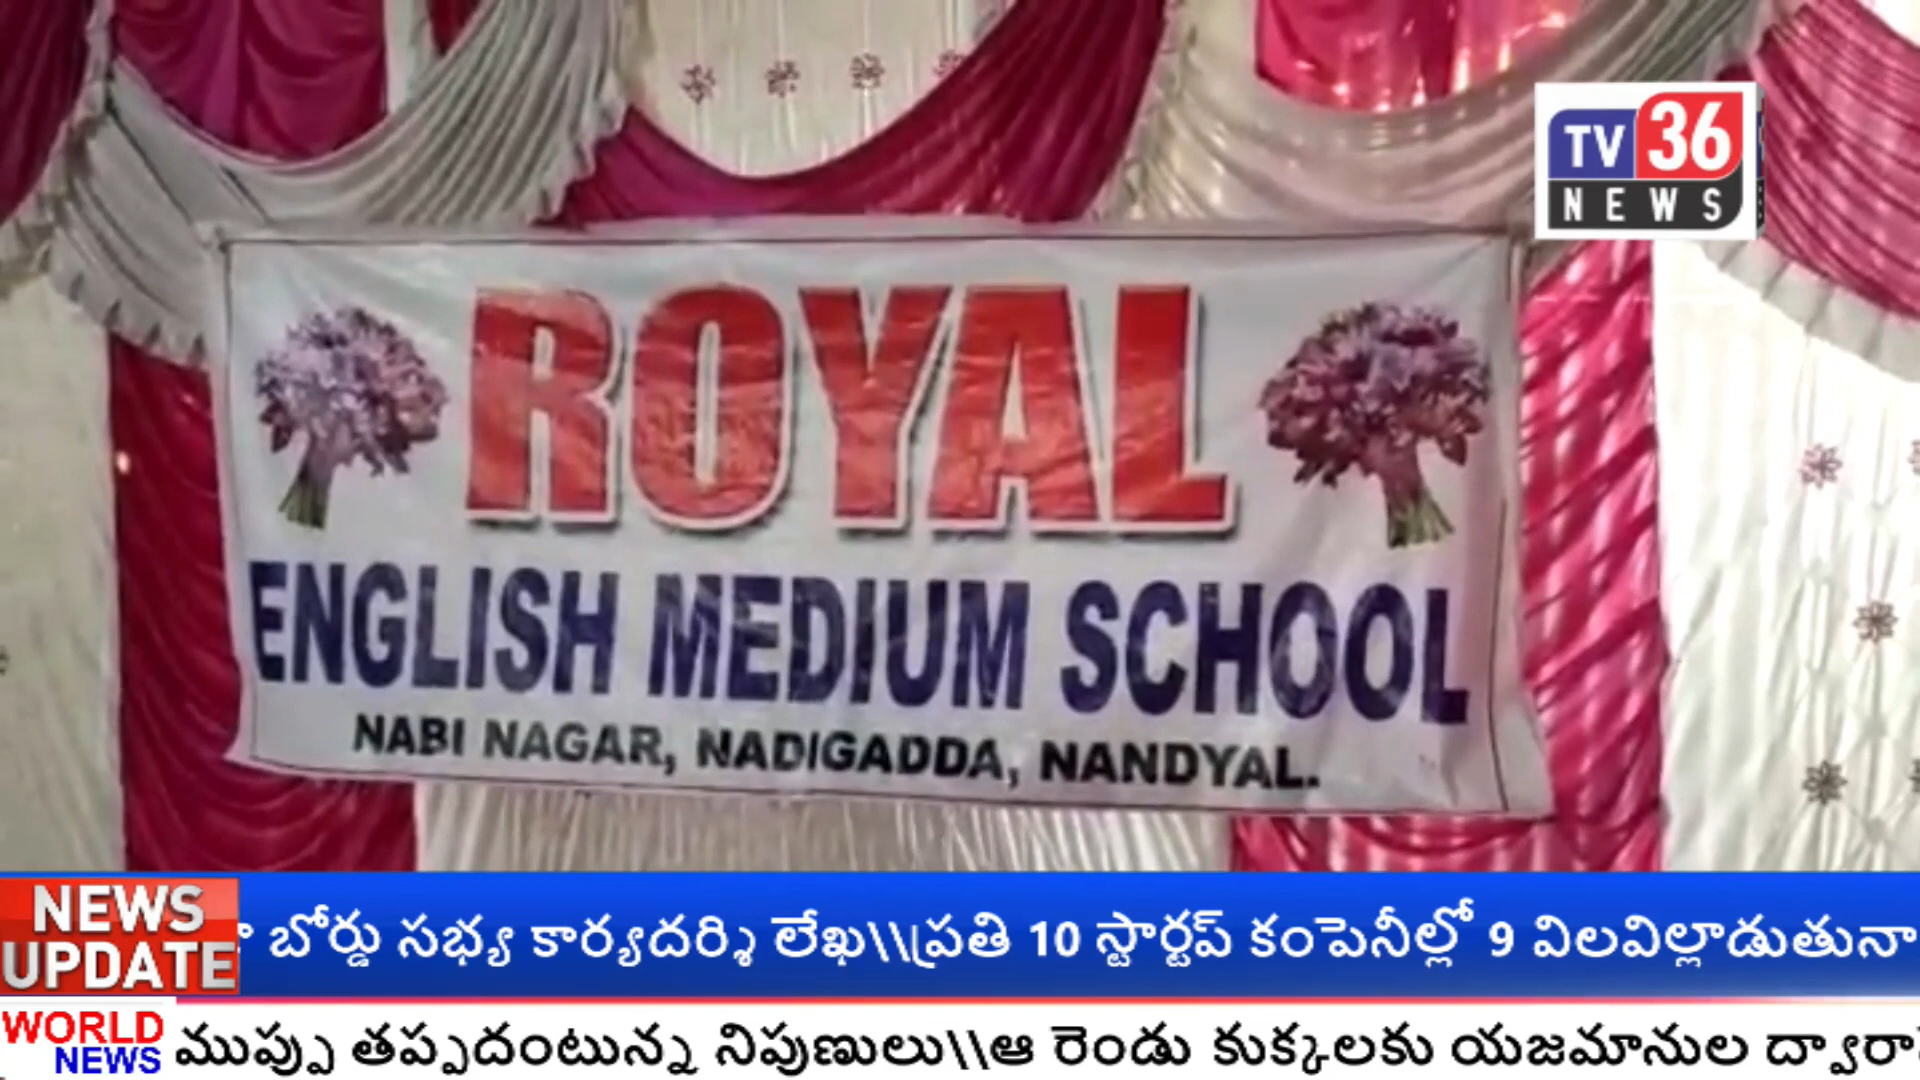 TV 36
NEWS
ROYAL
ENGLISH MEDIUM SCHOOL
NABI NAGAR, NADIGADDA, NANDYAL.
NEWS
UPDATE
బోర్డు సభ్య కార్యదర్శి లేఖ\\ప్రతి 10 స్టార్టప్ కంపెనీల్లో 9 విలవిల్లాడుతునా
WORLD
NEWS
ముప్పు తప్పదంటున్న నిపుణులు\\ఆ రెండు కుక్కలకు యజమానుల ద్వారా